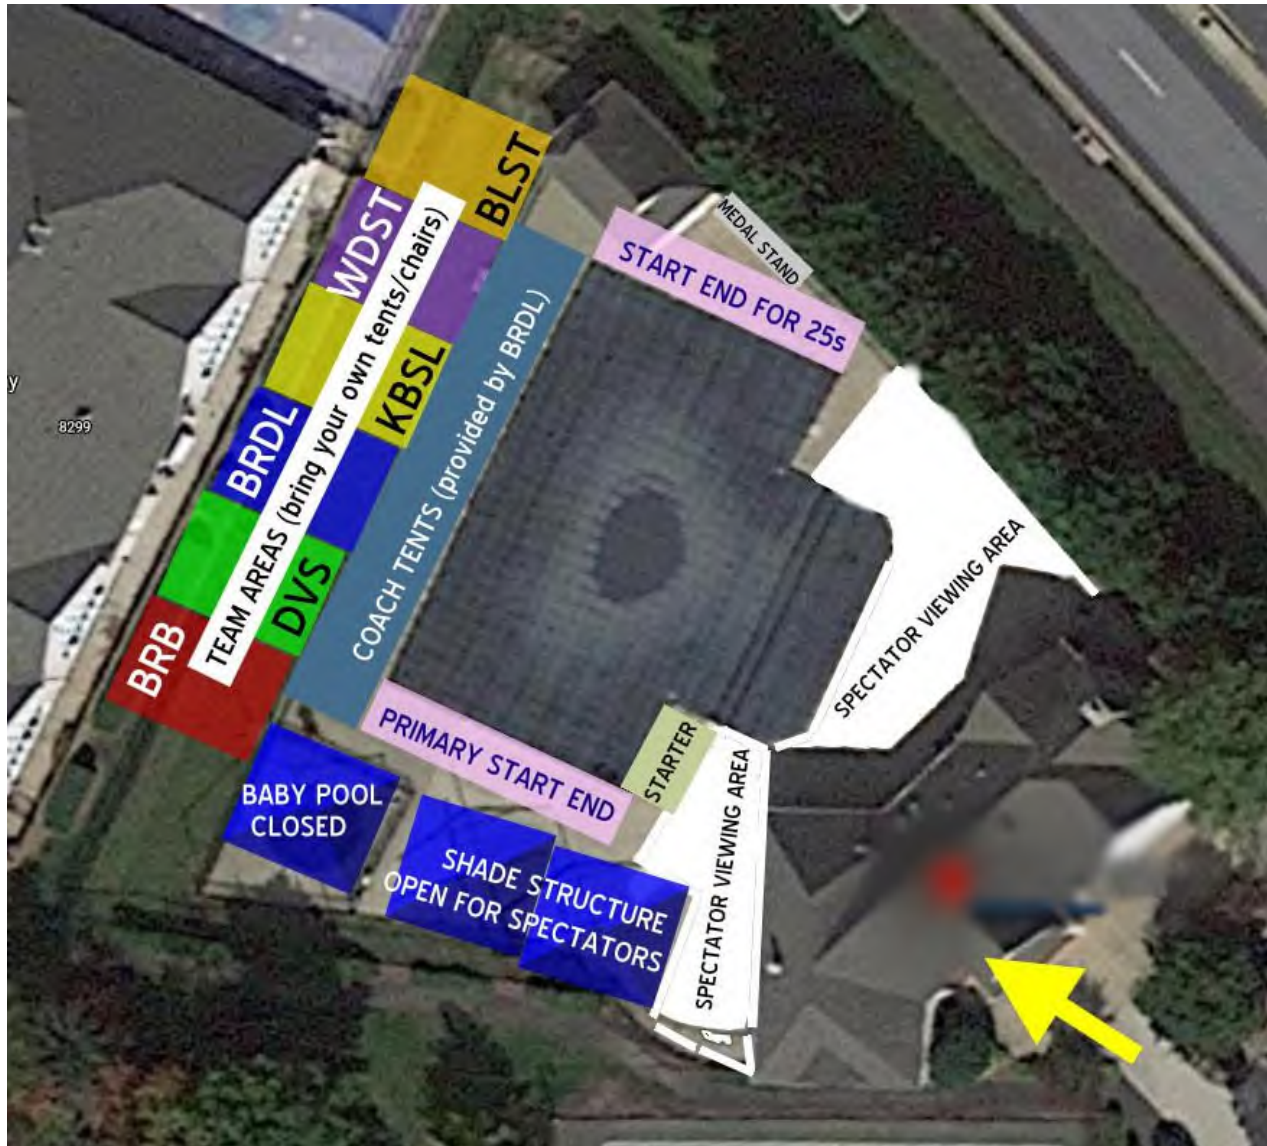 BLST
WDST
MEDAL STAND
START END FOR 25s
KBSL
TEAM AREAS (bring your own tents/chairs)
COACH TENTS (provided by BRDL)
y
8299
BRDL
DVS
BRB
SPECTATOR VIEWING AREA
PRIMARY START END
STARTER
BABY POOL
CLOSED
SHADE STRUCTURE
OPEN FOR SPECTATORS
SPECTATOR VIEWING AREA